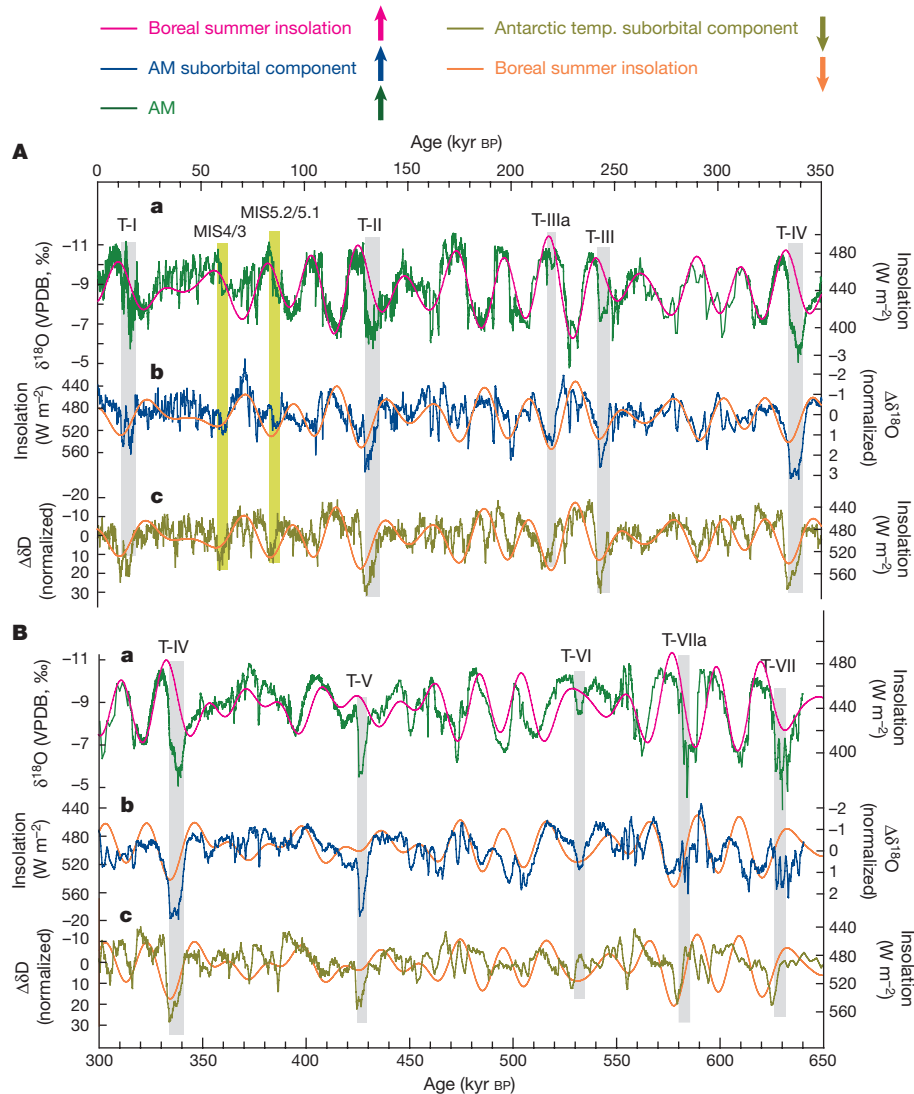 Boreal summer insolation
Antarctic temp. suborbital component
AM suborbital component
Boreal summer insolation
AM
Age (kyr BP)
A
0 50 100 150 200 250 300 350
a
T-I MIS4/3 MIS5.2/5.1 T-II T-IIIa T-III T-IV
δ18O (VPDB, ‰)
−11
−9
−7
−5
Insolation
(W m−2)
480
440
400
−3
b
Insolation
(W m−2)
440
480
520
560
Δδ18O
(normalized)
−2
−1
0
1
2
3
c
ΔδD
(normalized)
−20
−10
0
10
20
30
Insolation
(W m−2)
440
480
520
560
B
a
T-IV T-V T-VI T-VIIa T-VII
δ18O (VPDB, ‰)
−11
−9
−7
−5
Insolation
(W m−2)
480
440
400
b
Insolation
(W m−2)
440
480
520
560
Δδ18O
(normalized)
−2
−1
0
1
2
c
ΔδD
(normalized)
−20
−10
0
10
20
30
Insolation
(W m−2)
440
480
520
560
300 350 400 450 500 550 600 650
Age (kyr BP)